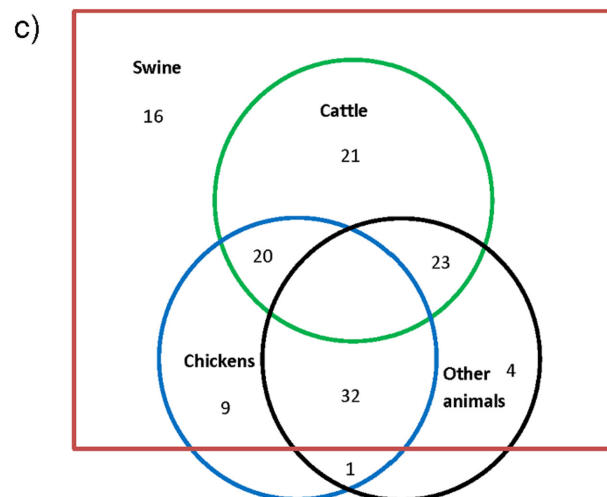 c)
Swine
16
Cattle
21
20
23
Chickens
9
32
Other
animals
4
1